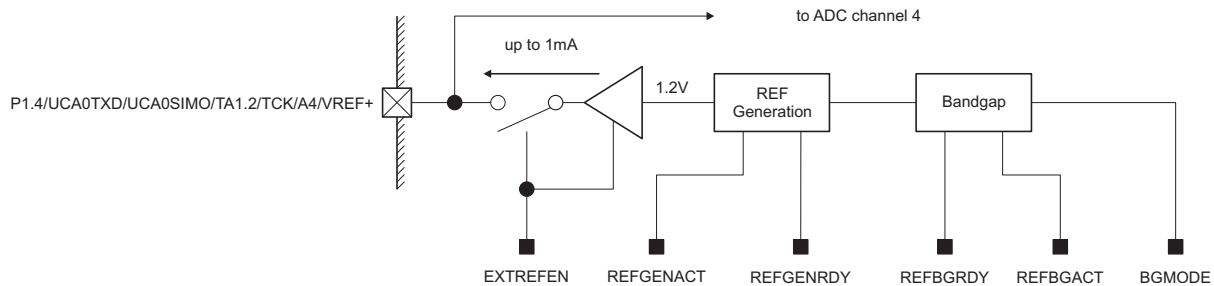 to ADC channel 4
up to 1mA
P1.4/UCA0TXD/UCA0SIMO/TA1.2/TCK/A4/VREF+
1.2V
REF
Generation
Bandgap
EXTREFEN
REFGENACT
REFGENRDY
REFBGRDY
REFBGACT
BGMODE